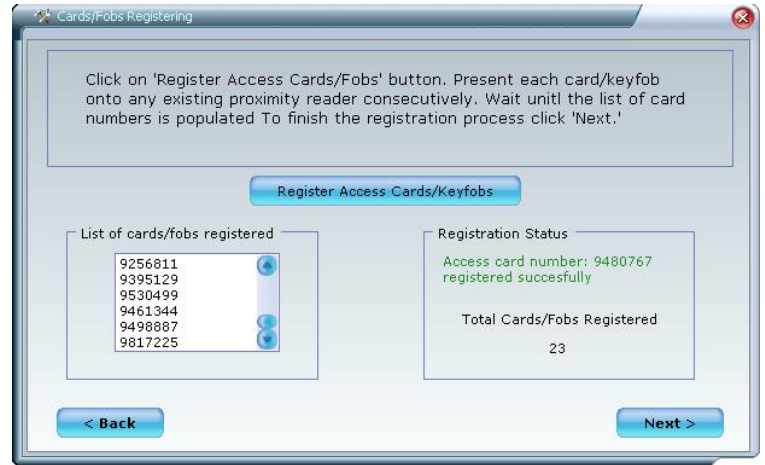 Cards/Fobs Registering
Click on 'Register Access Cards/Fobs' button. Present each card/keyfob
onto any existing proximity reader consecutively. Wait unitl the list of card
numbers is populated To finish the registration process click 'Next.'
Register Access Cards/Keyfobs
List of cards/fobs registered
9256811
9395129
9530499
9461344
9498887
9817225
Registration Status
Access card number: 9480767
registered succesfully
Total Cards/Fobs Registered
23
< Back
Next >